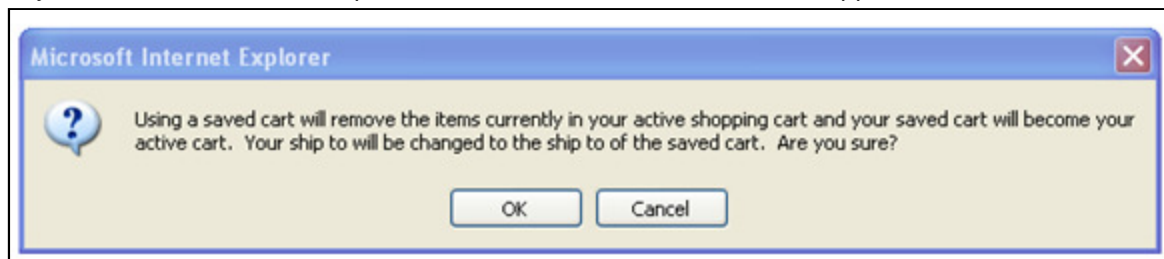 Microsoft Internet Explorer
Using a saved cart will remove the items currently in your active shopping cart and your saved cart will become your
active cart. Your ship to will be changed to the ship to of the saved cart. Are you sure?
OK
Cancel